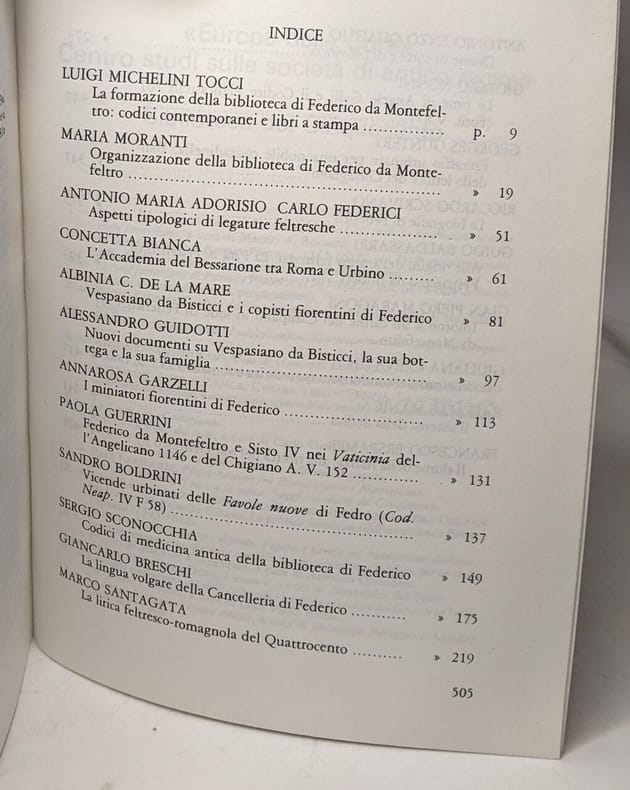 INDICE
LUIGI MICHELINI TOCCI
La formazione della biblioteca di Federico da Montefel-
tro: codici contemporanei e libri a stampa ................ p. 9
MARIA MORANTI
Organizzazione della biblioteca di Federico da Monte-
feltro ................................................ » 19
ANTONIO MARIA ADORISIO CARLO FEDERICI
Aspetti tipologici di legature feltresche ................ » 51
CONCETTA BIANCA
L'Accademia del Bessarione tra Roma e Urbino ........ » 61
ALBINIA C. DE LA MARE
Vespasiano da Bisticci e i copisti fiorentini di Federico » 81
ALESSANDRO GUIDOTTI
Nuovi documenti su Vespasiano da Bisticci, la sua bot-
tega e la sua famiglia ................................ » 97
ANNAROSA GARZELLI
I miniatori fiorentini di Federico ........................ » 113
PAOLA GUERRINI
Federico da Montefeltro e Sisto IV nei Vaticinia del-
l'Angelicano 1146 e del Chigiano A. V. 152 ............ » 131
SANDRO BOLDRINI
Vicende urbinati delle Favole nuove di Fedro (Cod.
Neap. IV F 58) ........................................ » 137
SERGIO SCONOCCHIA
Codici di medicina antica della biblioteca di Federico » 149
GIANCARLO BRESCHI
La lingua volgare della Cancelleria di Federico .......... » 175
MARCO SANTAGATA
La lirica feltresco-romagnola del Quattrocento .......... » 219
505